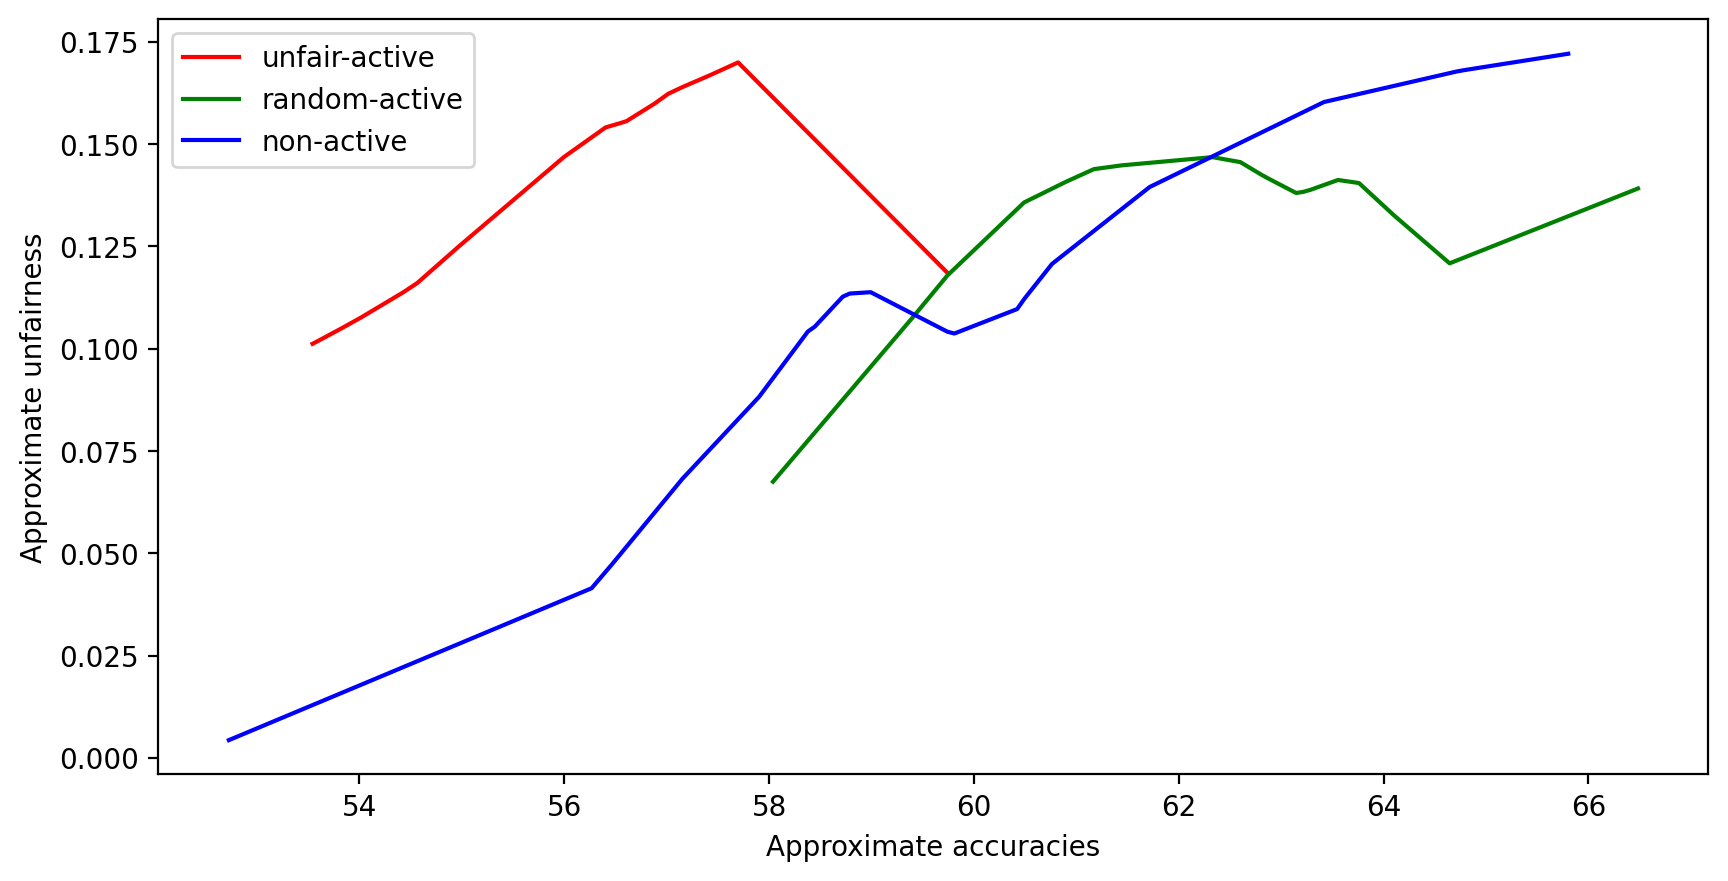 unfair-active
random-active
non-active
0.175
0.150
0.125
0.100
0.075
0.050
0.025
0.000
Approximate unfairness
54 56 58 60 62 64 66
Approximate accuracies